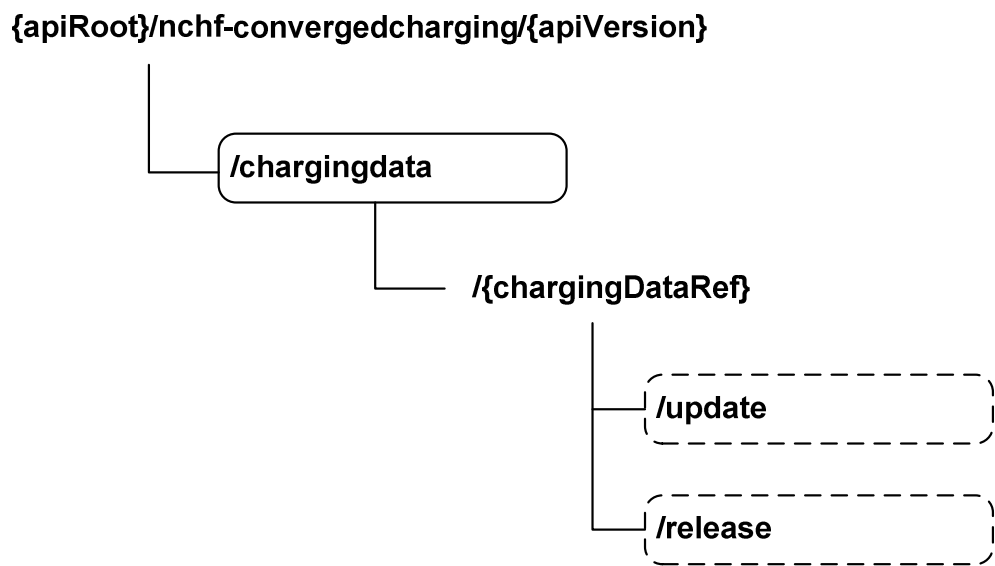 {apiRoot}/nchf-convergedcharging/{apiVersion}
/chargingdata
/{chargingDataRef}
/update
/release